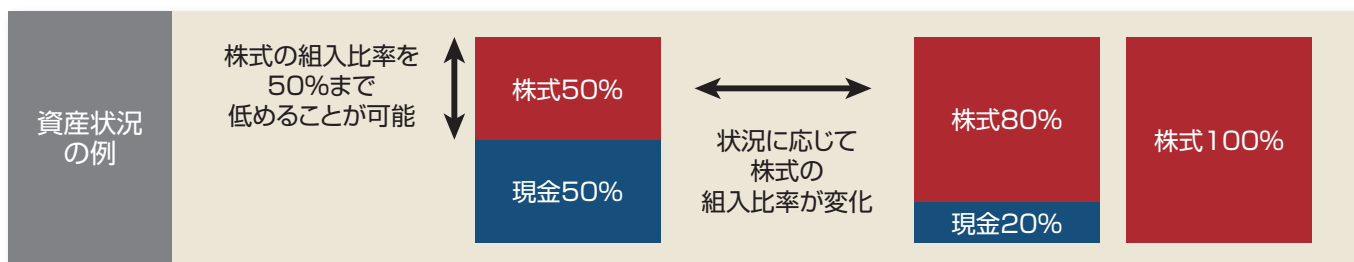 資産状況
の例
株式の組入比率を
50%まで
低めることが可能
株式50%
現金50%
状況に応じて
株式の
組入比率が変化
株式80%
現金20%
株式100%